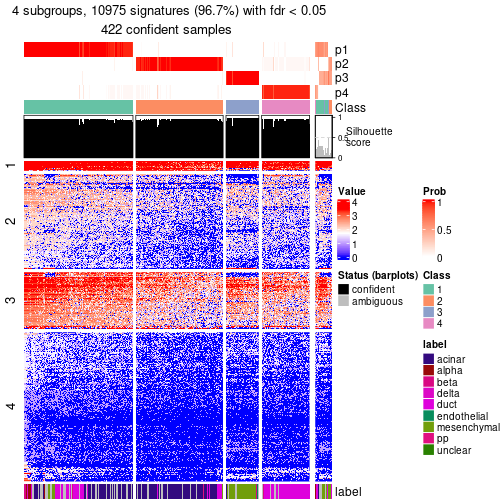 4 subgroups, 10975 signatures (96.7%) with fdr < 0.05
422 confident samples
p1
p2
p3
p4
Class
1
0.5
0
Silhouette
score
1
2
3
4
label
Value
4
3
2
1
0
Prob
1
0.5
0
Status (barplots)
confident
ambiguous
Class
1
2
3
4
label
acinar
alpha
beta
delta
duct
endothelial
mesenchymal
pp
unclear